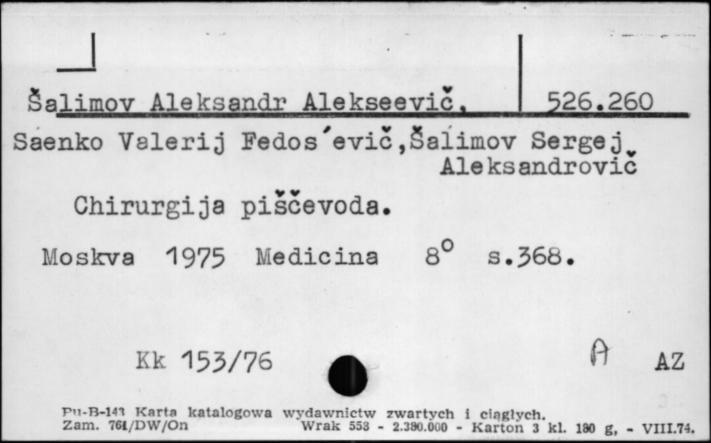 Šalimov Aleksandr Alekseevič, 526.260
Saenko Valerij Fedos´evič,Šalimov Sergej
Aleksandrovič
Chirurgija piščevoda.
Moskva 1975 Medicina 8° s.368.
Kk 153/76 A AZ
Pu-B-143 Karta katalogowa wydawnictw zwartych i ciągłych.
Zam. 761/DW/On Wrak 553 - 2.380.000 - Karton 3 kl. 180 g, - VIII.74.